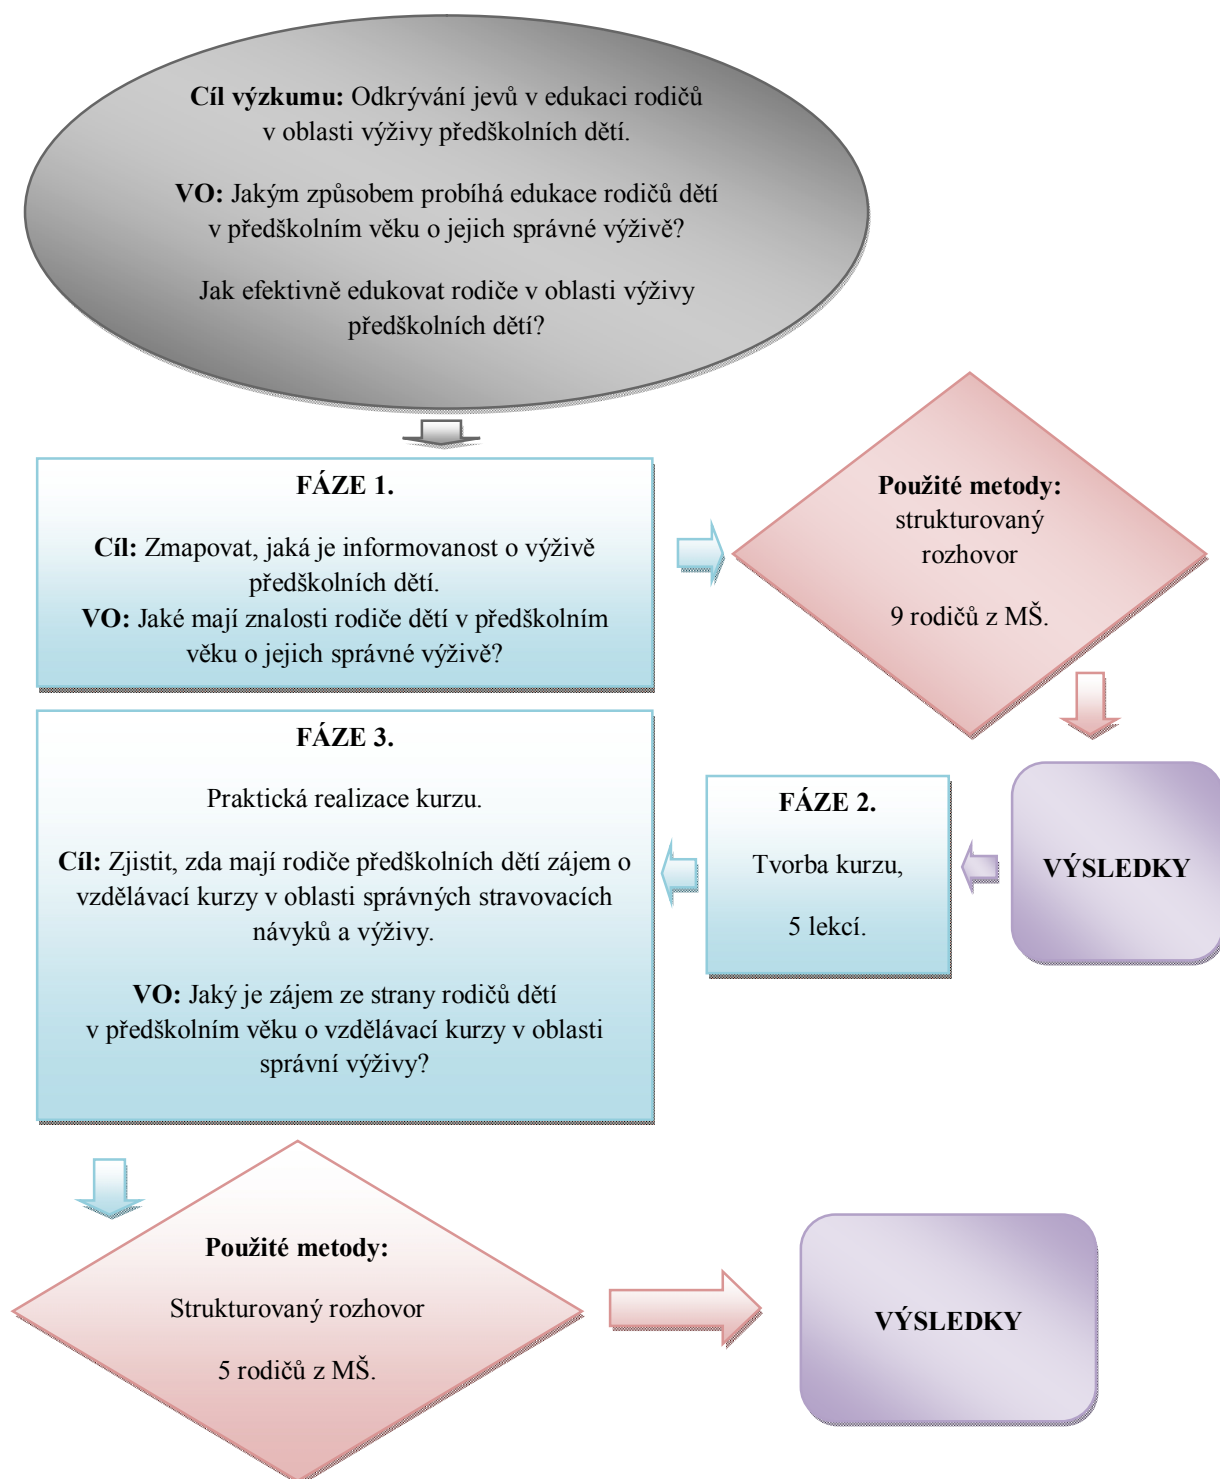 Cíl výzkumu: Odkrývání jevů v edukaci rodičů
v oblasti výživy předškolních dětí.
VO: Jakým způsobem probíhá edukace rodičů dětí
v předškolním věku o jejich správné výživě?
Jak efektivně edukovat rodiče v oblasti výživy
předškolních dětí?
FÁZE 1.
Cíl: Zmapovat, jaká je informovanost o výživě
předškolních dětí.
VO: Jaké mají znalosti rodiče dětí v předškolním
věku o jejich správné výživě?
Použité metody:
strukturovaný
rozhovor
9 rodičů z MŠ.
VÝSLEDKY
FÁZE 2.
Tvorba kurzu,
5 lekcí.
FÁZE 3.
Praktická realizace kurzu.
Cíl: Zjistit, zda mají rodiče předškolních dětí zájem o
vzdělávací kurzy v oblasti správných stravovacích
návyků a výživy.
VO: Jaký je zájem ze strany rodičů dětí
v předškolním věku o vzdělávací kurzy v oblasti
správní výživy?
Použité metody:
Strukturovaný rozhovor
5 rodičů z MŠ.
VÝSLEDKY